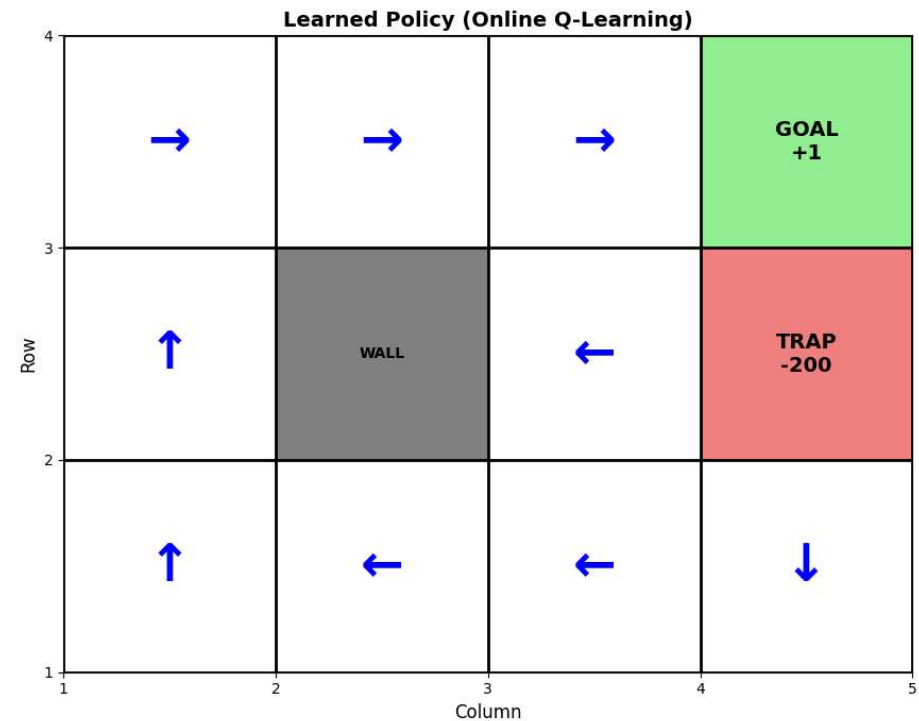 Learned Policy (Online Q-Learning)
4
→ → → GOAL
+1
3
Row
↑ WALL ← TRAP
-200
2
↑ ← ← ↓
1
1 2 3 4 5
Column